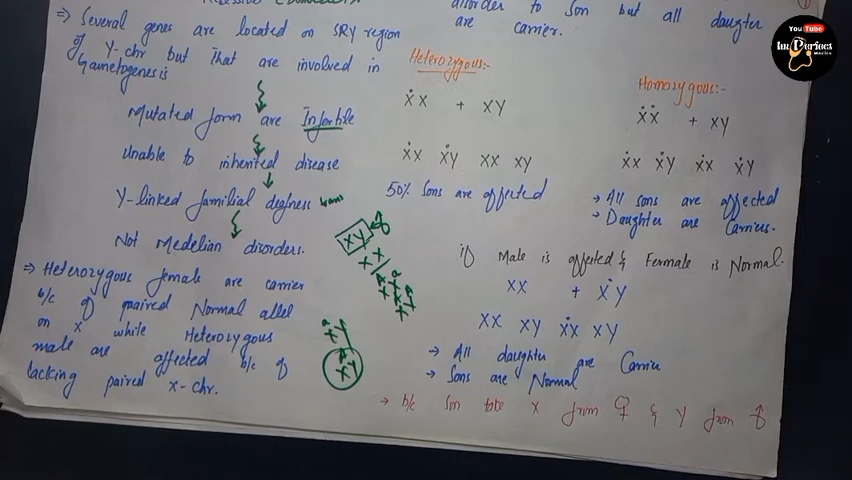 disorder to Son but all daugter
are carrier.
⇒ Several genes are located on SRY region
of Y-chr but that are involved in
Gametogenesis
Mutated form are Infertile
Unable to inherited disease
Y-linked familial deafness
Not Medelian disorders.
⇒ Heterozygous female are carrier
b/c of paired Normal allel
on X while Heterozygous
male are affected b/c of
lacking paired X-chr.
XY
Heterozygous:-
ẊX + XY
ẊX ẊY XX XY
50% Sons are affected
Homozygous:-
ẊẊ + XY
ẊX ẊY ẊX ẊY
→ All sons are affected
→ Daughter are Carriers.
if Male is affected & Fermale is Normal.
XX + ẊY
XX XY ẊX XY
→ All daughter are Carrier
→ Sons are Normal
→ b/c son take X from ♀ & Y from ♂
You Tube